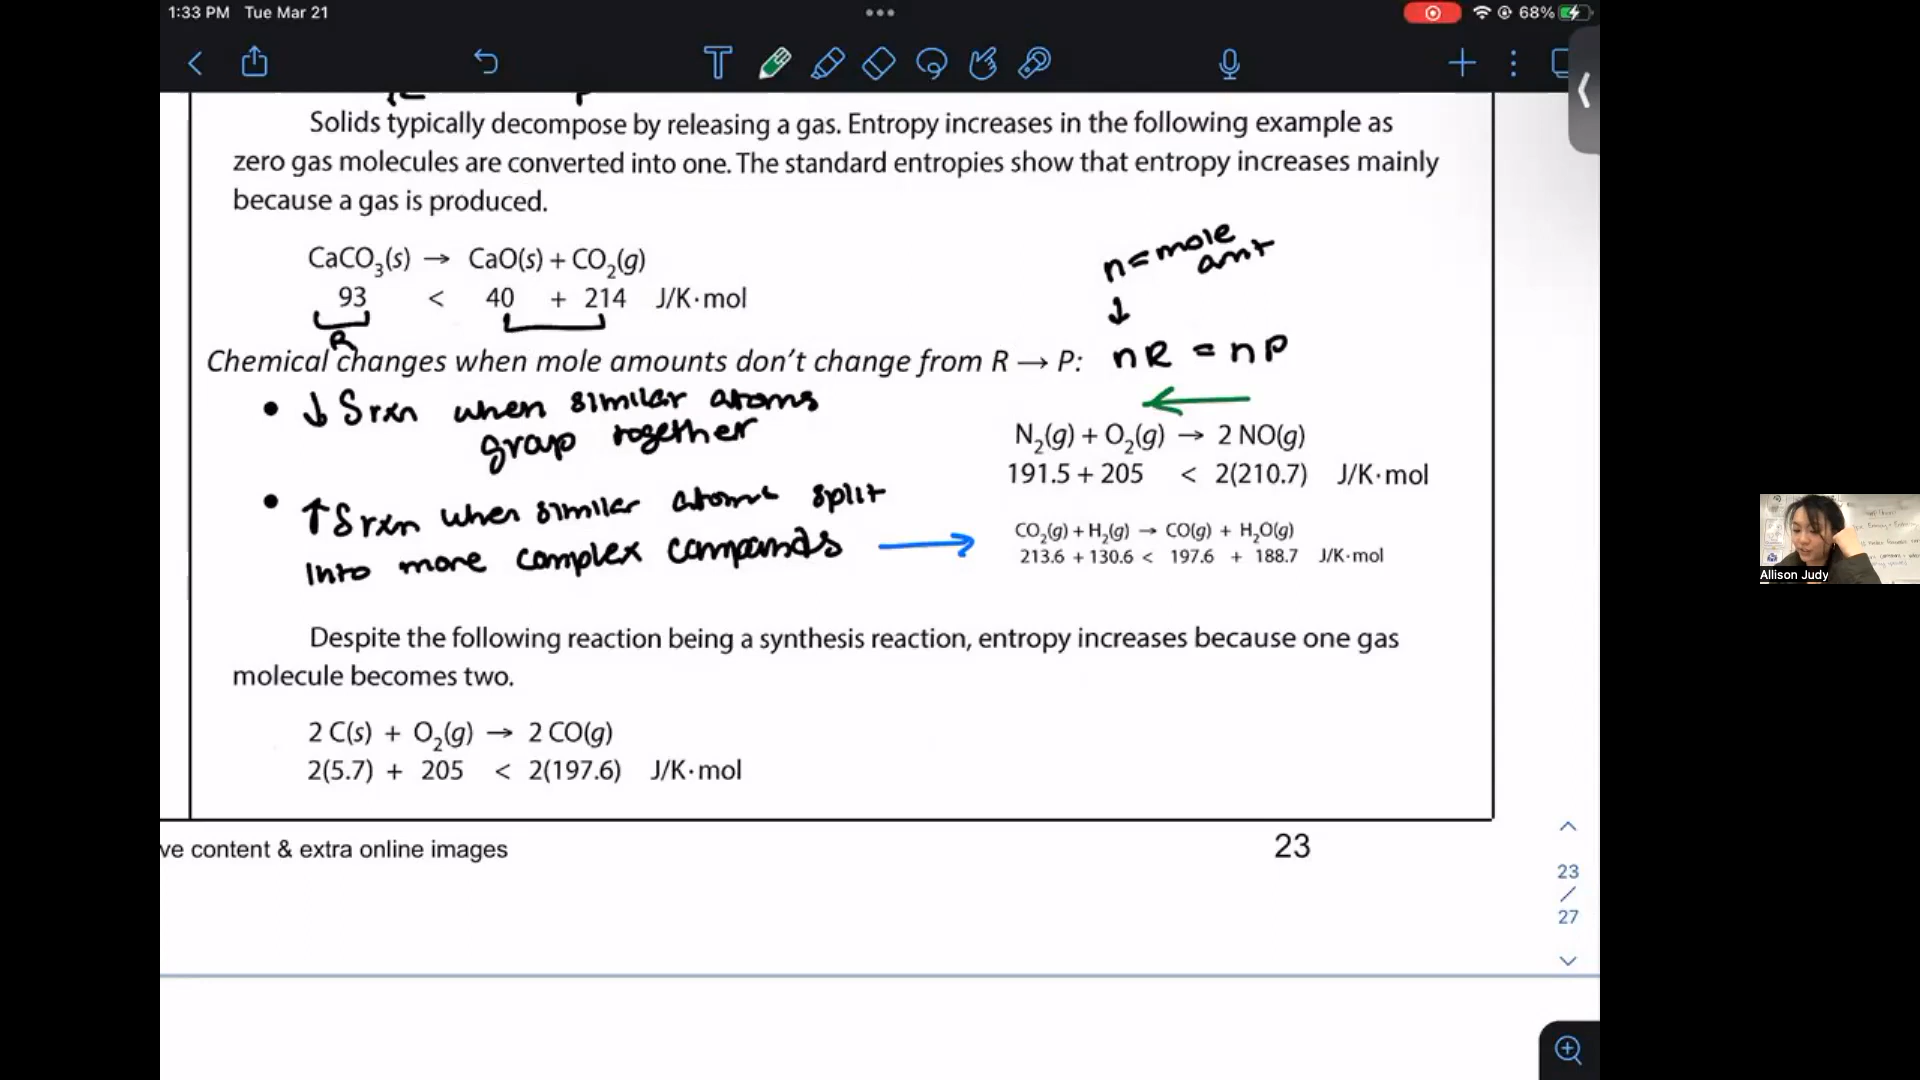 1:33 PM Tue Mar 21
68%
Solids typically decompose by releasing a gas. Entropy increases in the following example as
zero gas molecules are converted into one. The standard entropies show that entropy increases mainly
because a gas is produced.
CaCO₃(s) → CaO(s) + CO₂(g)
93 < 40 + 214 J/K·mol
R
n = mole
amt
↓
Chemical changes when mole amounts don't change from R → P: nR = nP
• ↓ Srxn when similar atoms
group together
N₂(g) + O₂(g) → 2 NO(g)
191.5 + 205 < 2(210.7) J/K·mol
• ↑ Srxn when similar atoms split
into more complex compounds →
CO₂(g) + H₂(g) → CO(g) + H₂O(g)
213.6 + 130.6 < 197.6 + 188.7 J/K·mol
Despite the following reaction being a synthesis reaction, entropy increases because one gas
molecule becomes two.
2 C(s) + O₂(g) → 2 CO(g)
2(5.7) + 205 < 2(197.6) J/K·mol
ve content & extra online images
23
23
/
27
Allison Judy